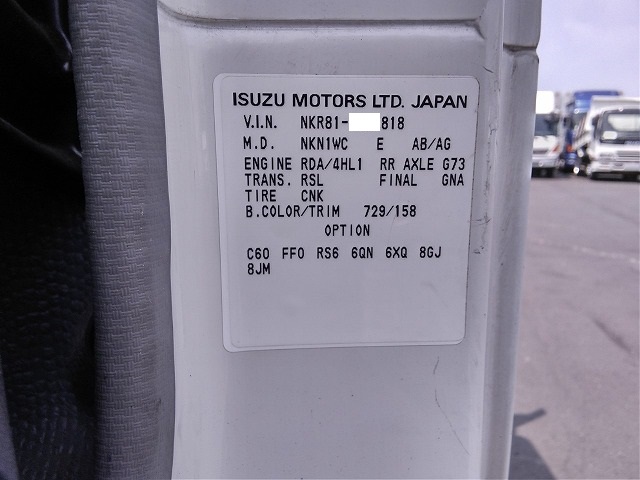 ISUZU MOTORS LTD. JAPAN
V.I.N. NKR81- 818
M.D. NKN1WC E AB/AG
ENGINE RDA/4HL1 RR AXLE G73
TRANS. RSL FINAL GNA
TIRE CNK
B.COLOR/TRIM 729/158
OPTION
C60 FF0 RS6 6QN 6XQ 8GJ
8JM